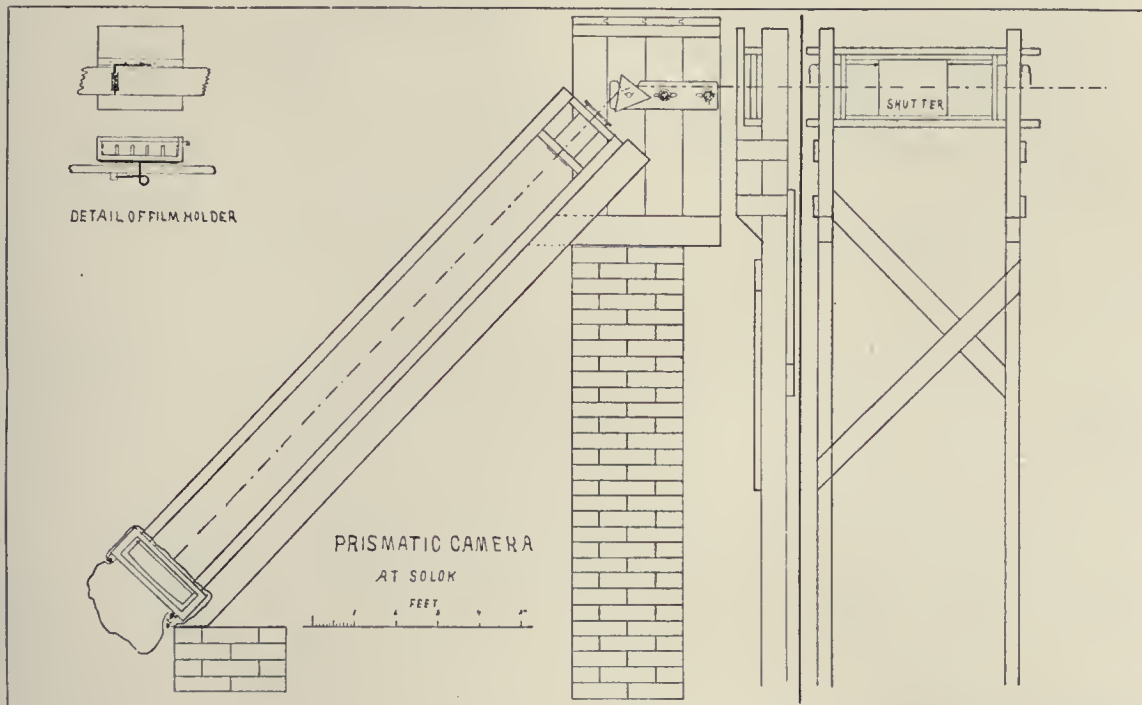 SHUTTER
DETAIL OF FILM HOLDER
PRISMATIC CAMERA
AT SOLOK
FEET